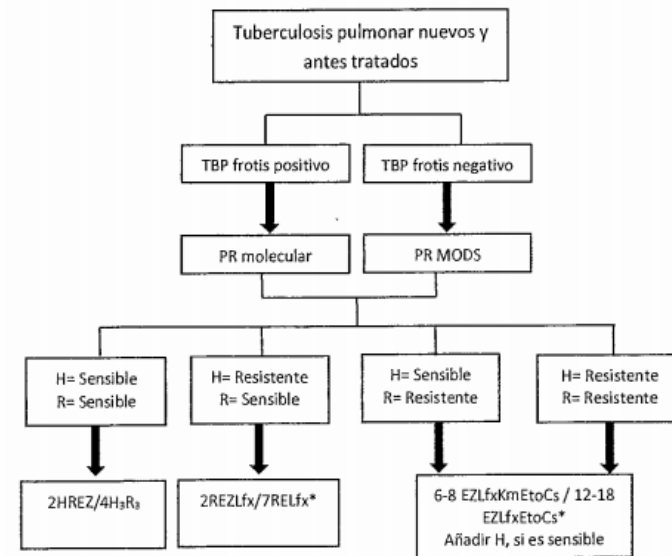 Tuberculosis pulmonar nuevos y
antes tratados
TBP frotis positivo
TBP frotis negativo
PR molecular
PR MODS
H= Sensible
R= Sensible
H= Resistente
R= Sensible
H= Sensible
R= Resistente
H= Resistente
R= Resistente
2HREZ/4H₃R₃
2REZLfx/7RELfx*
6-8 EZLfxKmEtoCs / 12-18
EZLfxEtoCs*
Añadir H, si es sensible